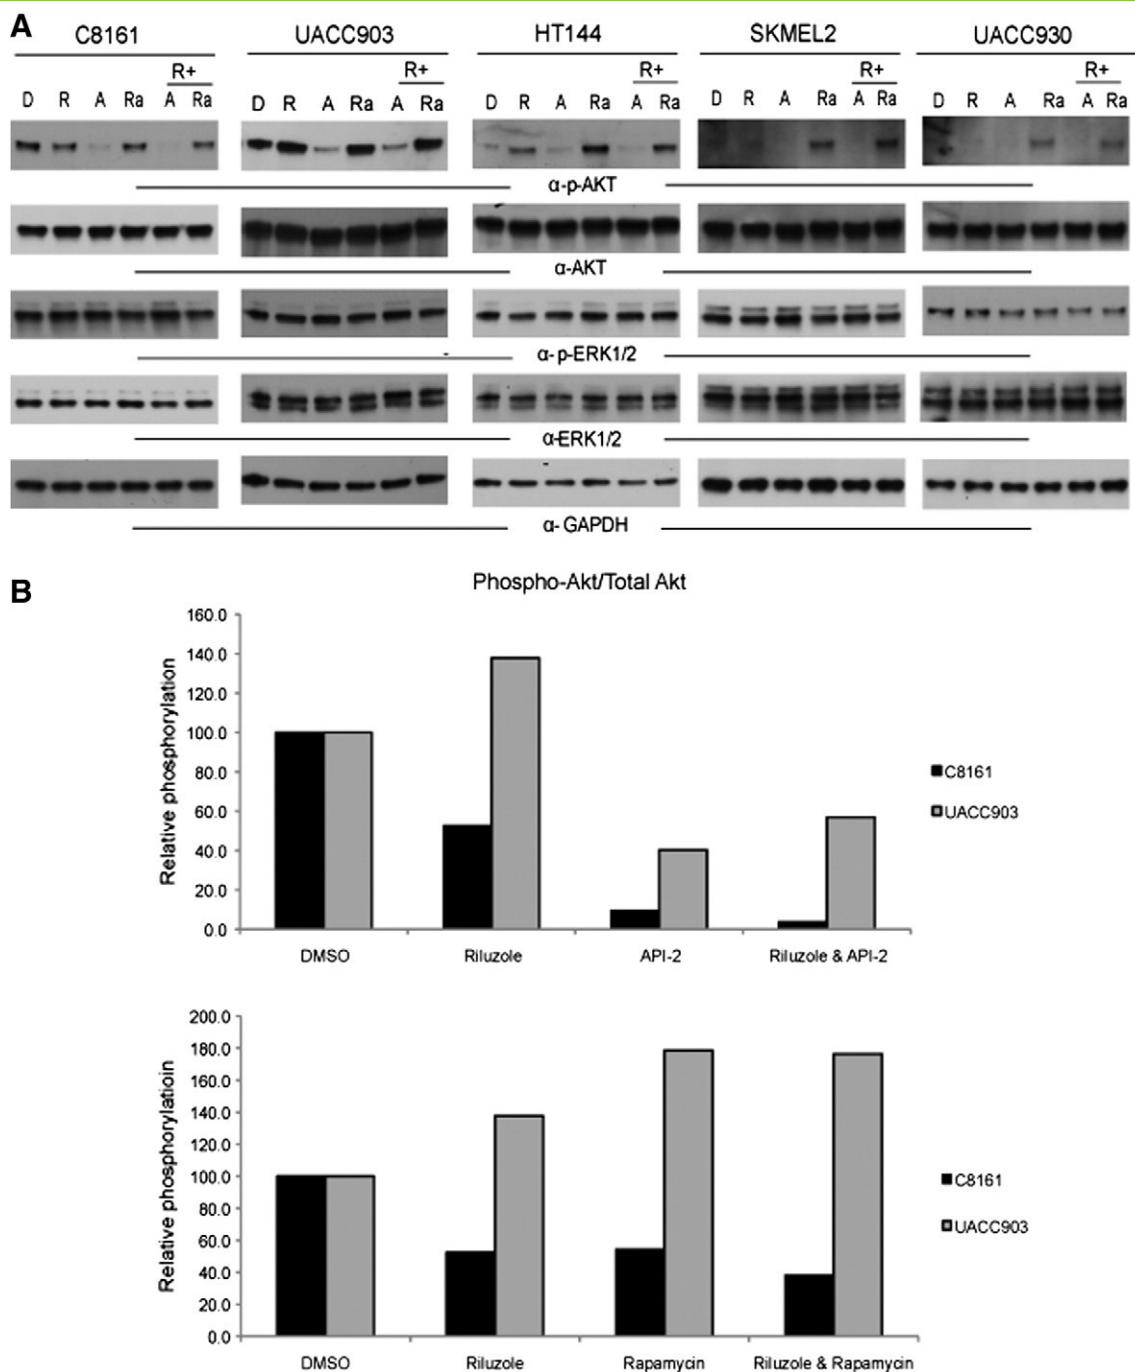 A
C8161 UACC903 HT144 SKMEL2 UACC930
R+ R+ R+ R+ R+
D R A Ra A Ra D R A Ra A Ra D R A Ra A Ra D R A Ra A Ra D R A Ra A Ra
α-p-AKT
α-AKT
α-p-ERK1/2
α-ERK1/2
α-GAPDH
B
Phospho-Akt/Total Akt
Relative phosphorylation
160.0
140.0
120.0
100.0
80.0
60.0
40.0
20.0
0.0
DMSO Riluzole API-2 Riluzole & API-2
C8161
UACC903
Relative phosphorylatioin
200.0
180.0
160.0
140.0
120.0
100.0
80.0
60.0
40.0
20.0
0.0
DMSO Riluzole Rapamycin Riluzole & Rapamycin
C8161
UACC903